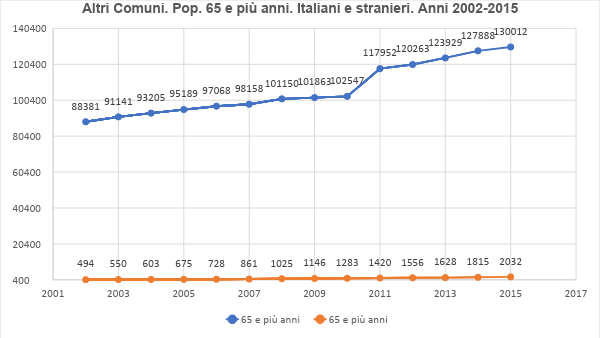 Altri Comuni. Pop. 65 e più anni. Italiani e stranieri. Anni 2002-2015
140400
120400
100400
80400
60400
40400
20400
400
88381 91141 93205 95189 97068 98158 101150 101863 102547 117952 120263 123929 127888 130012
494 550 603 675 728 861 1025 1146 1283 1420 1556 1628 1815 2032
2001 2003 2005 2007 2009 2011 2013 2015 2017
65 e più anni 65 e più anni